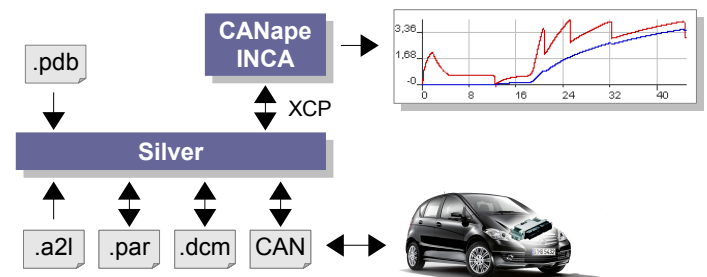 CANape
INCA
.pdb
XCP
Silver
.a2l
.par
.dcm
CAN
3,36
1,68
-0
0 8 16 24 32 40